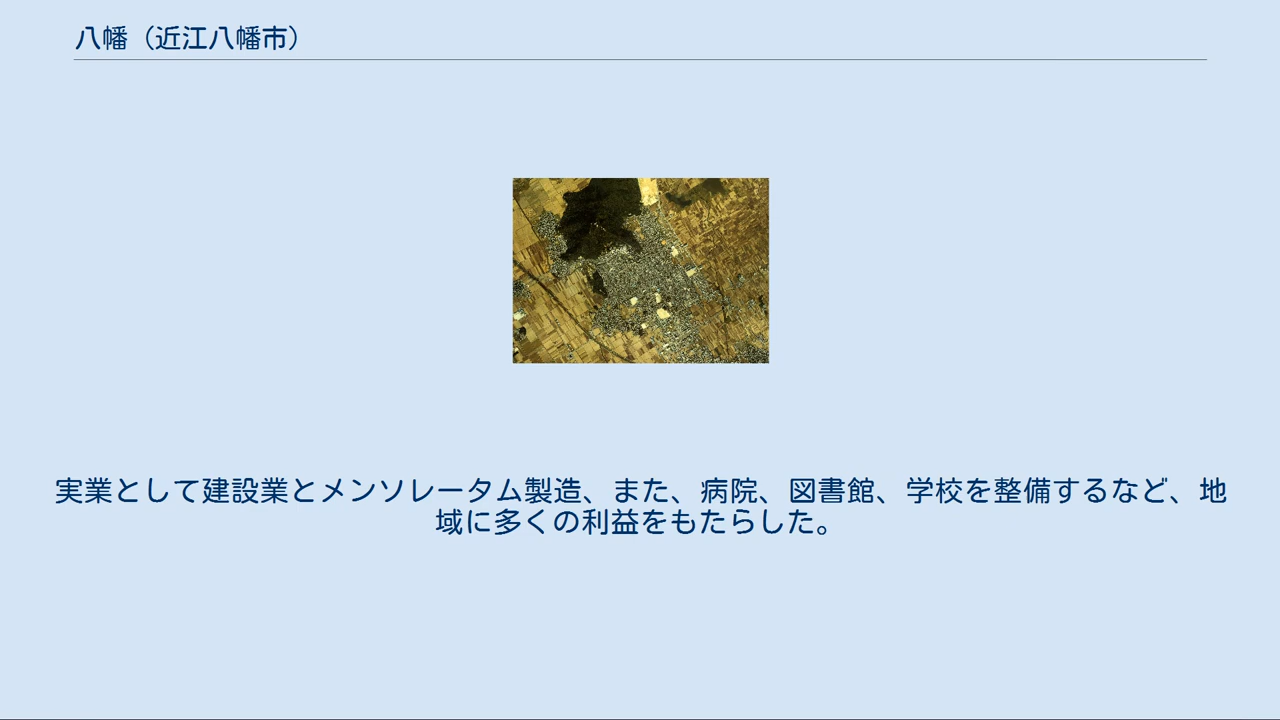 八幡（近江八幡市）
実業として建設業とメンソレータム製造、また、病院、図書館、学校を整備するなど、地
域に多くの利益をもたらした。